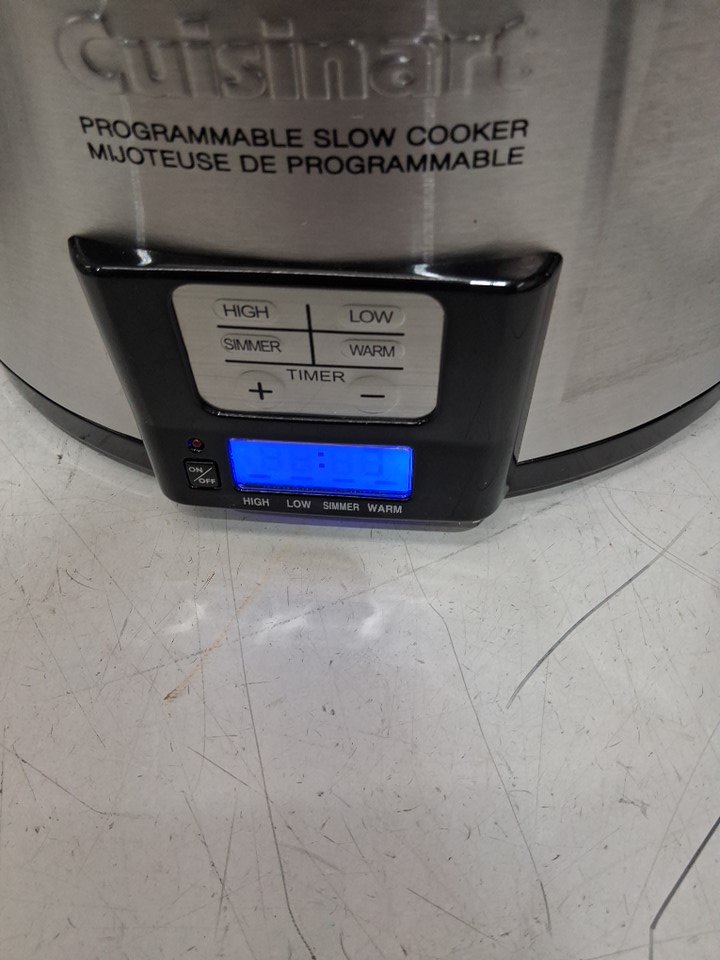 Cuisinart
PROGRAMMABLE SLOW COOKER
MIJOTEUSE DE PROGRAMMABLE
HIGH LOW
SIMMER WARM
TIMER
+ −
ON/OFF
HIGH LOW SIMMER WARM